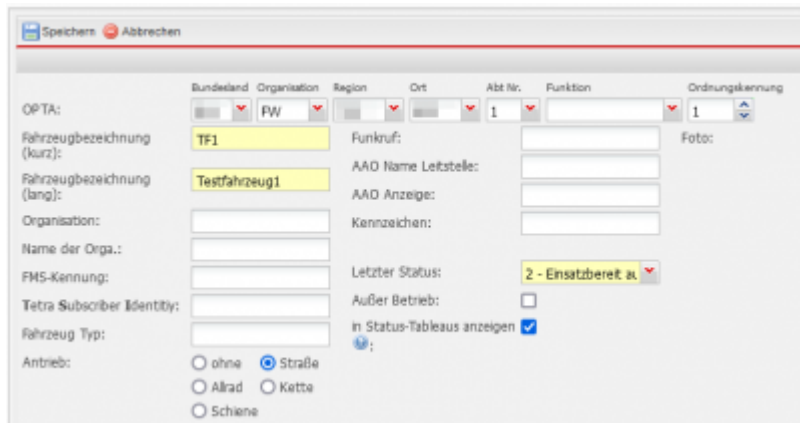 Speichern Abbrechen
Bundesland Organisation Region Ort Abt Nr. Funktion Ordnungskennung
OPTA: FW 1 1
Fahrzeugbezeichnung (kurz): TF1 Funkruf: Foto:
AAO Name Leitstelle:
Fahrzeugbezeichnung (lang): Testfahrzeug1 AAO Anzeige:
Organisation: Kennzeichen:
Name der Orga.:
FMS-Kennung: Letzter Status: 2 - Einsatzbereit au
Tetra Subscriber Identitiy: Außer Betrieb:
Fahrzeug Typ: in Status-Tableaus anzeigen ? :
Antrieb: ohne Straße
Allrad Kette
Schiene